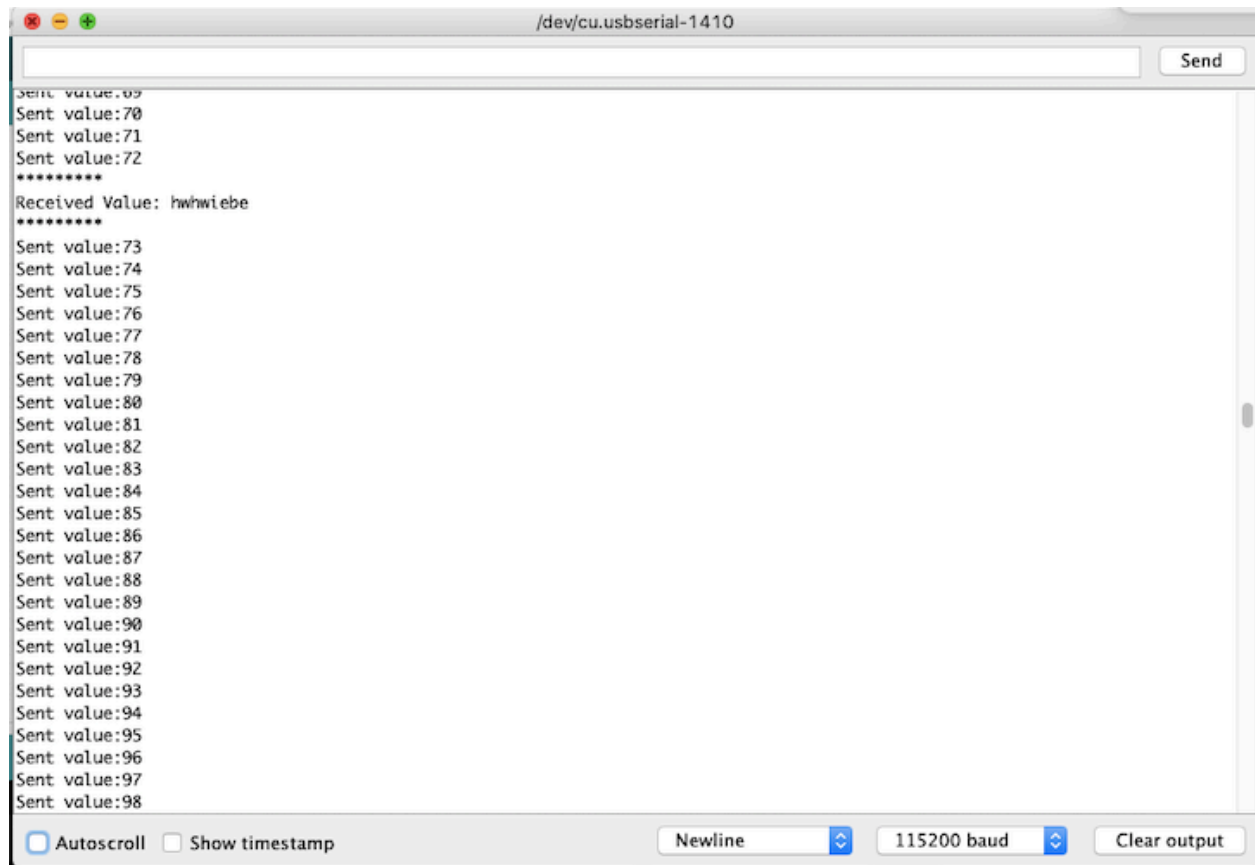 /dev/cu.usbserial-1410
Send
Sent value:69
Sent value:70
Sent value:71
Sent value:72
*********
Received Value: hwhwiebe
*********
Sent value:73
Sent value:74
Sent value:75
Sent value:76
Sent value:77
Sent value:78
Sent value:79
Sent value:80
Sent value:81
Sent value:82
Sent value:83
Sent value:84
Sent value:85
Sent value:86
Sent value:87
Sent value:88
Sent value:89
Sent value:90
Sent value:91
Sent value:92
Sent value:93
Sent value:94
Sent value:95
Sent value:96
Sent value:97
Sent value:98
Autoscroll Show timestamp Newline 115200 baud Clear output